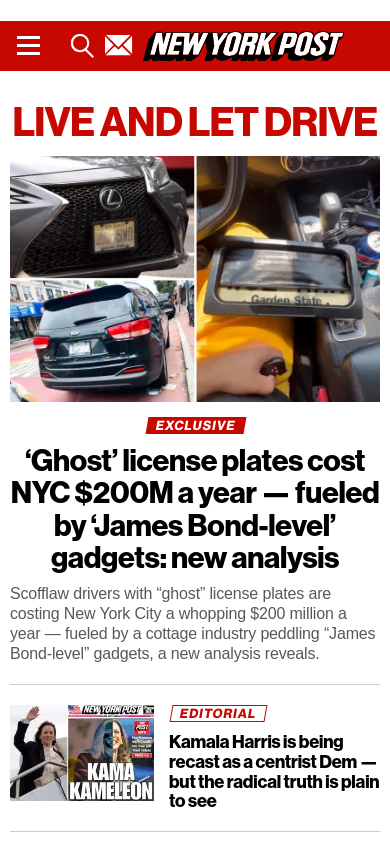 NEW YORK POST
LIVE AND LET DRIVE
Garden State
EXCLUSIVE
‘Ghost’ license plates cost
NYC $200M a year — fueled
by ‘James Bond-level’
gadgets: new analysis
Scofflaw drivers with “ghost” license plates are
costing New York City a whopping $200 million a
year — fueled by a cottage industry peddling “James
Bond-level” gadgets, a new analysis reveals.
NEW YORK POST
KAMA
KAMELEON
EDITORIAL
Kamala Harris is being
recast as a centrist Dem —
but the radical truth is plain
to see